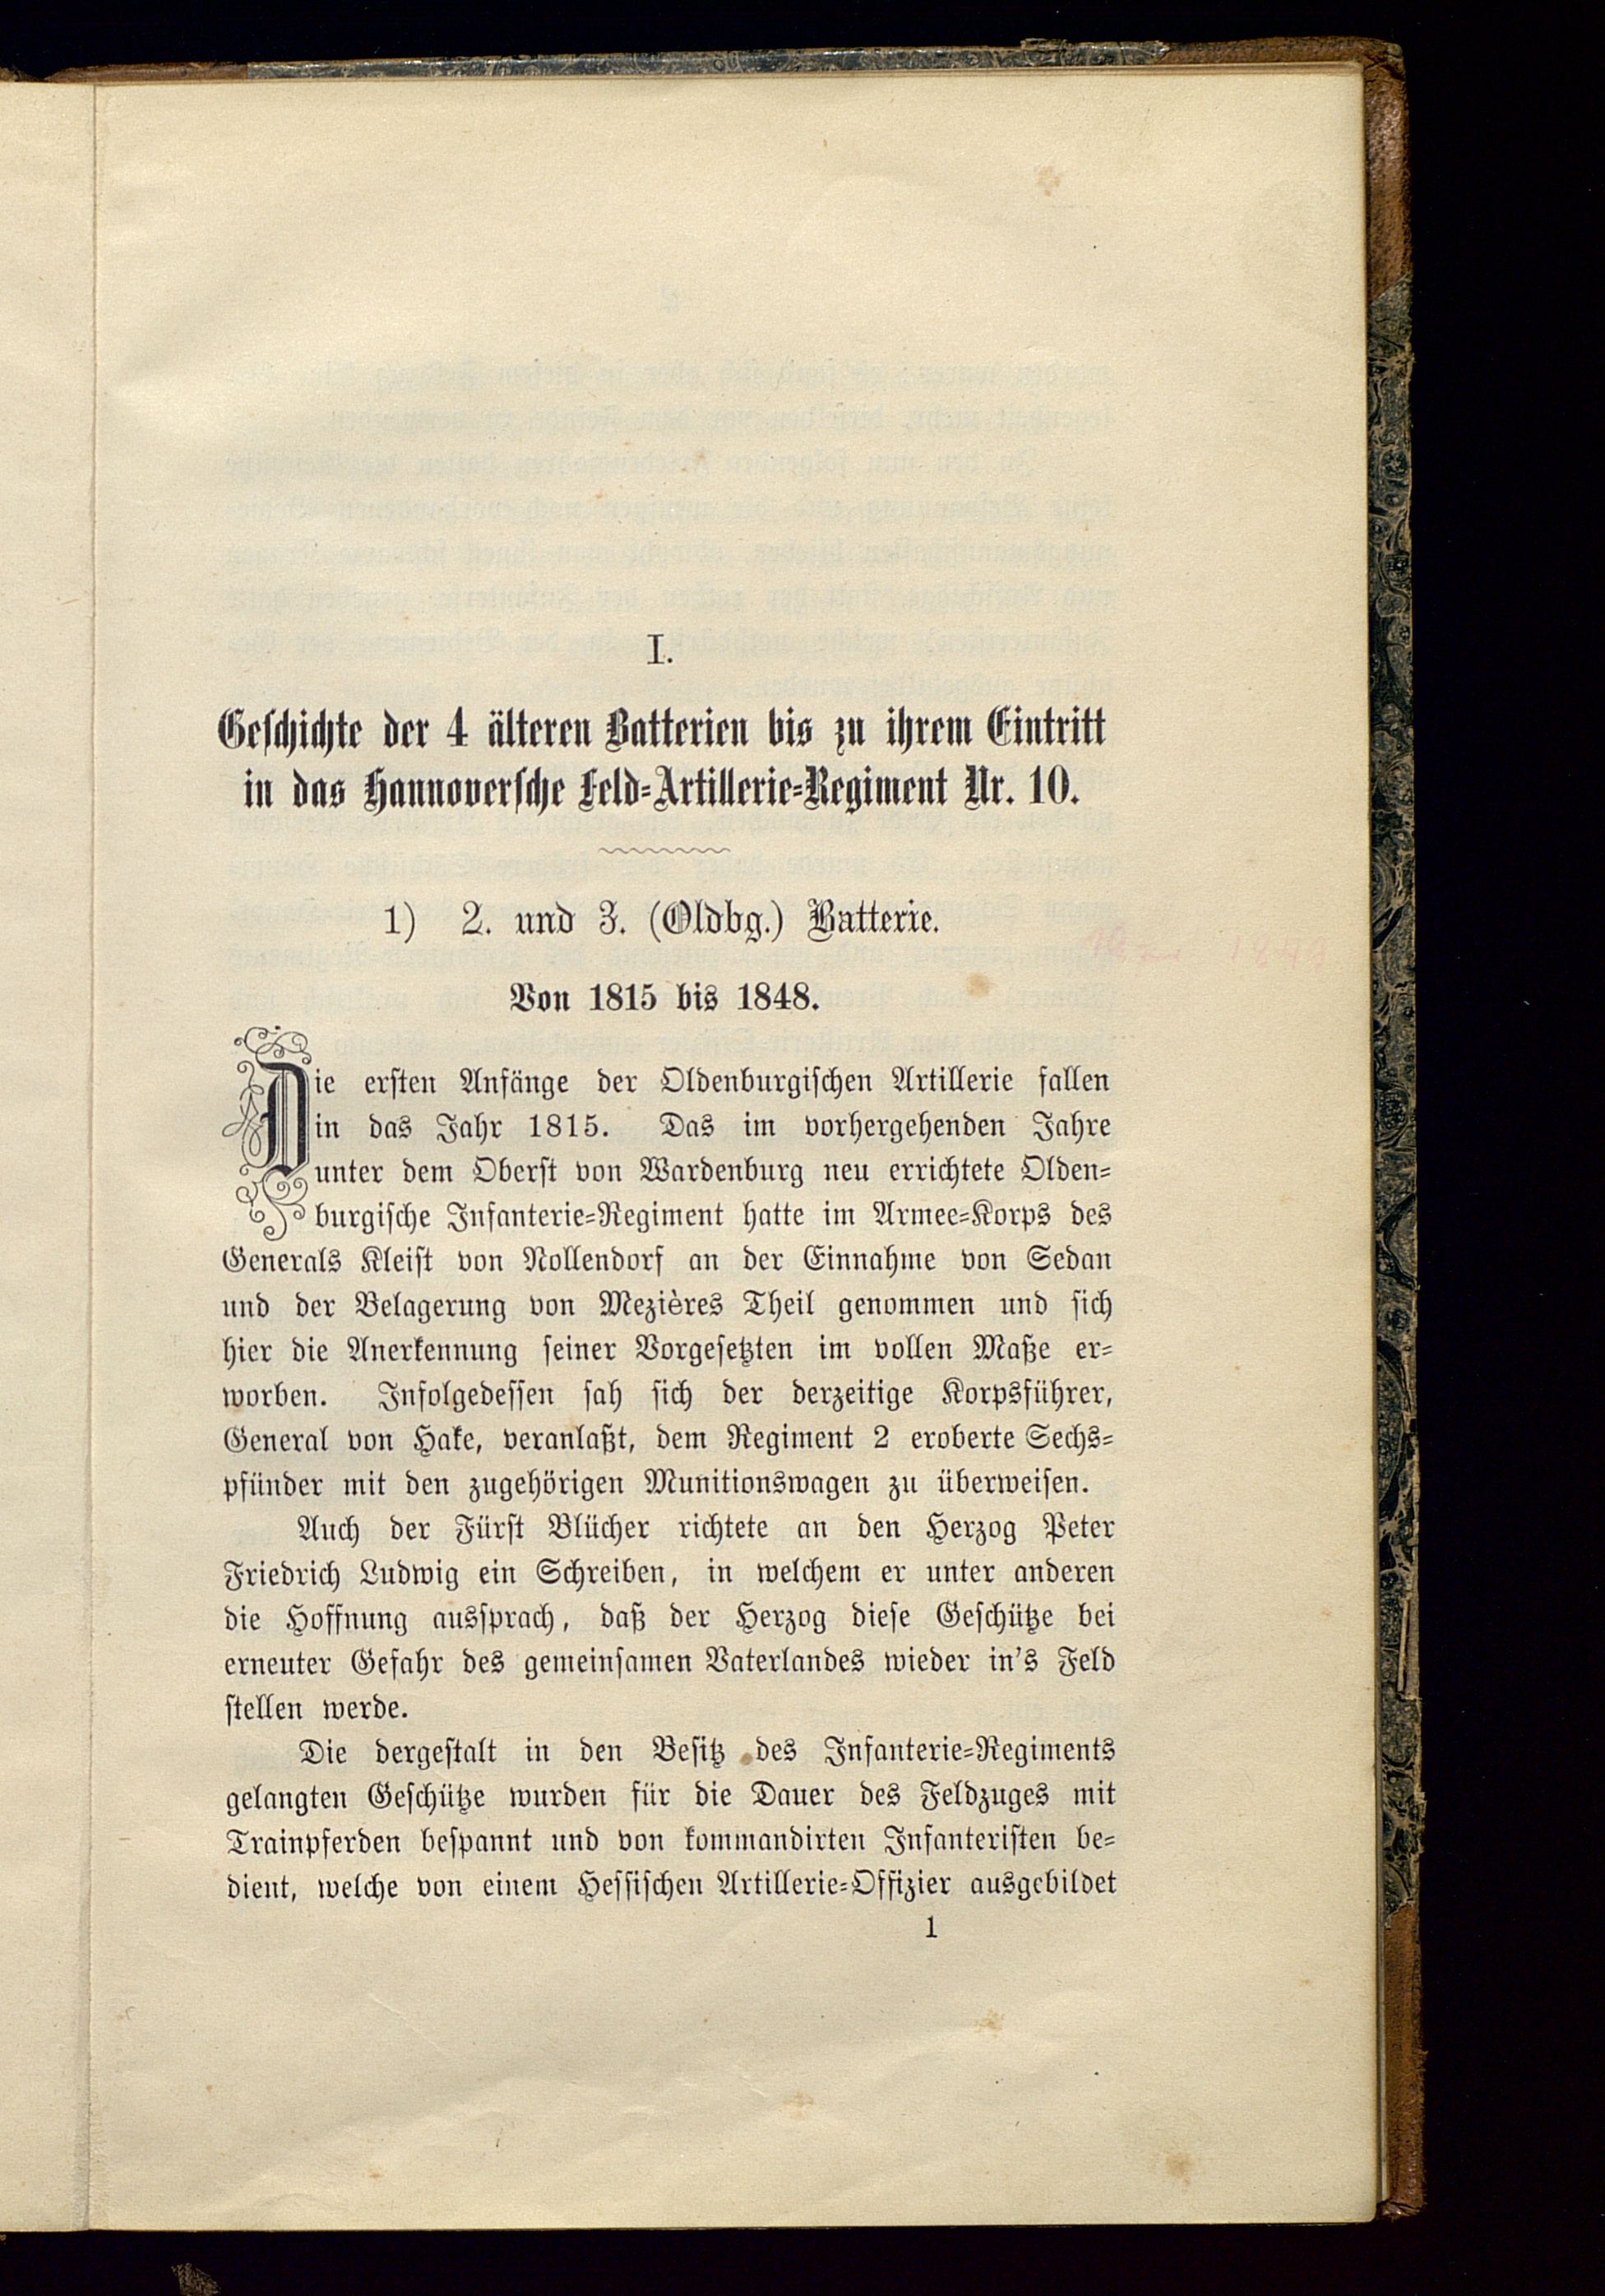 I.
Geschichte der 4 älteren Batterien bis zu ihrem Eintritt
in das Hannoversche Feld-Artillerie-Regiment Nr. 10.
1) 2. und 3. (Oldbg.) Batterie.
Von 1815 bis 1848.
Die ersten Anfänge der Oldenburgischen Artillerie fallen
in das Jahr 1815. Das im vorhergehenden Jahre
unter dem Oberst von Wardenburg neu errichtete Olden-
burgische Infanterie-Regiment hatte im Armee-Korps des
Generals Kleist von Nollendorf an der Einnahme von Sedan
und der Belagerung von Mezières Theil genommen und sich
hier die Anerkennung seiner Vorgesetzten im vollen Maße er-
worben. Infolgedessen sah sich der derzeitige Korpsführer,
General von Hake, veranlaßt, dem Regiment 2 eroberte Sechs-
pfünder mit den zugehörigen Munitionswagen zu überweisen.
Auch der Fürst Blücher richtete an den Herzog Peter
Friedrich Ludwig ein Schreiben, in welchem er unter anderen
die Hoffnung aussprach, daß der Herzog diese Geschütze bei
erneuter Gefahr des gemeinsamen Vaterlandes wieder in's Feld
stellen werde.
Die dergestalt in den Besitz des Infanterie-Regiments
gelangten Geschütze wurden für die Dauer des Feldzuges mit
Trainpferden bespannt und von kommandirten Infanteristen be-
dient, welche von einem Hessischen Artillerie-Offizier ausgebildet
1